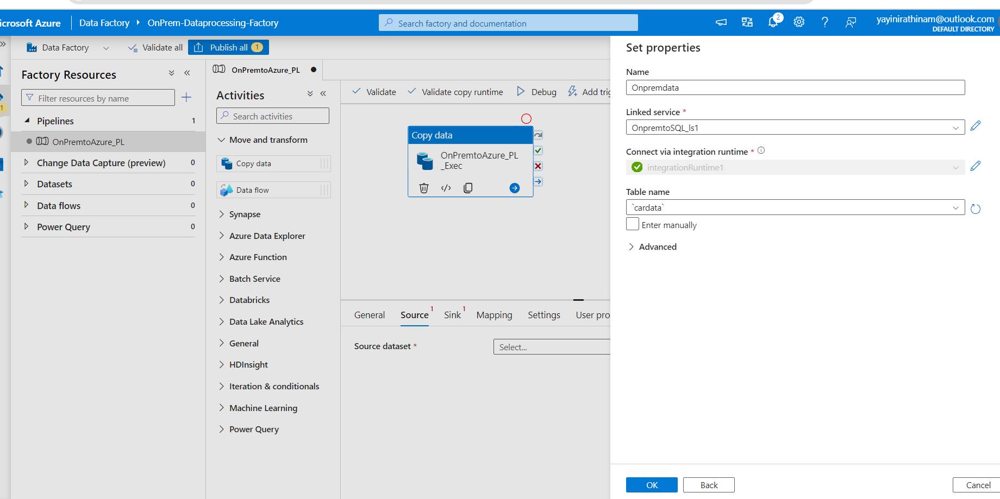 icrosoft Azure
Data Factory
OnPrem-Dataprocessing-Factory
Search factory and documentation
2
yayinirathinam@outlook.com
DEFAULT DIRECTORY
Data Factory
Validate all
Publish all 1
1
Factory Resources
Filter resources by name
Pipelines 1
OnPremtoAzure_PL
Change Data Capture (preview) 0
Datasets 0
Data flows 0
Power Query 0
OnPremtoAzure_PL
Activities
Search activities
Move and transform
Copy data
Data flow
Synapse
Azure Data Explorer
Azure Function
Batch Service
Databricks
Data Lake Analytics
General
HDInsight
Iteration & conditionals
Machine Learning
Power Query
Validate
Validate copy runtime
Debug
Add trig
Copy data
OnPremtoAzure_PL
_Exec
General
Source 1
Sink 1
Mapping
Settings
User pro
Source dataset *
Select...
Set properties
Name
Onpremdata
Linked service *
OnpremtoSQL_ls1
Connect via integration runtime *
integrationRuntime1
Table name
`cardata`
Enter manually
Advanced
OK
Back
Cancel